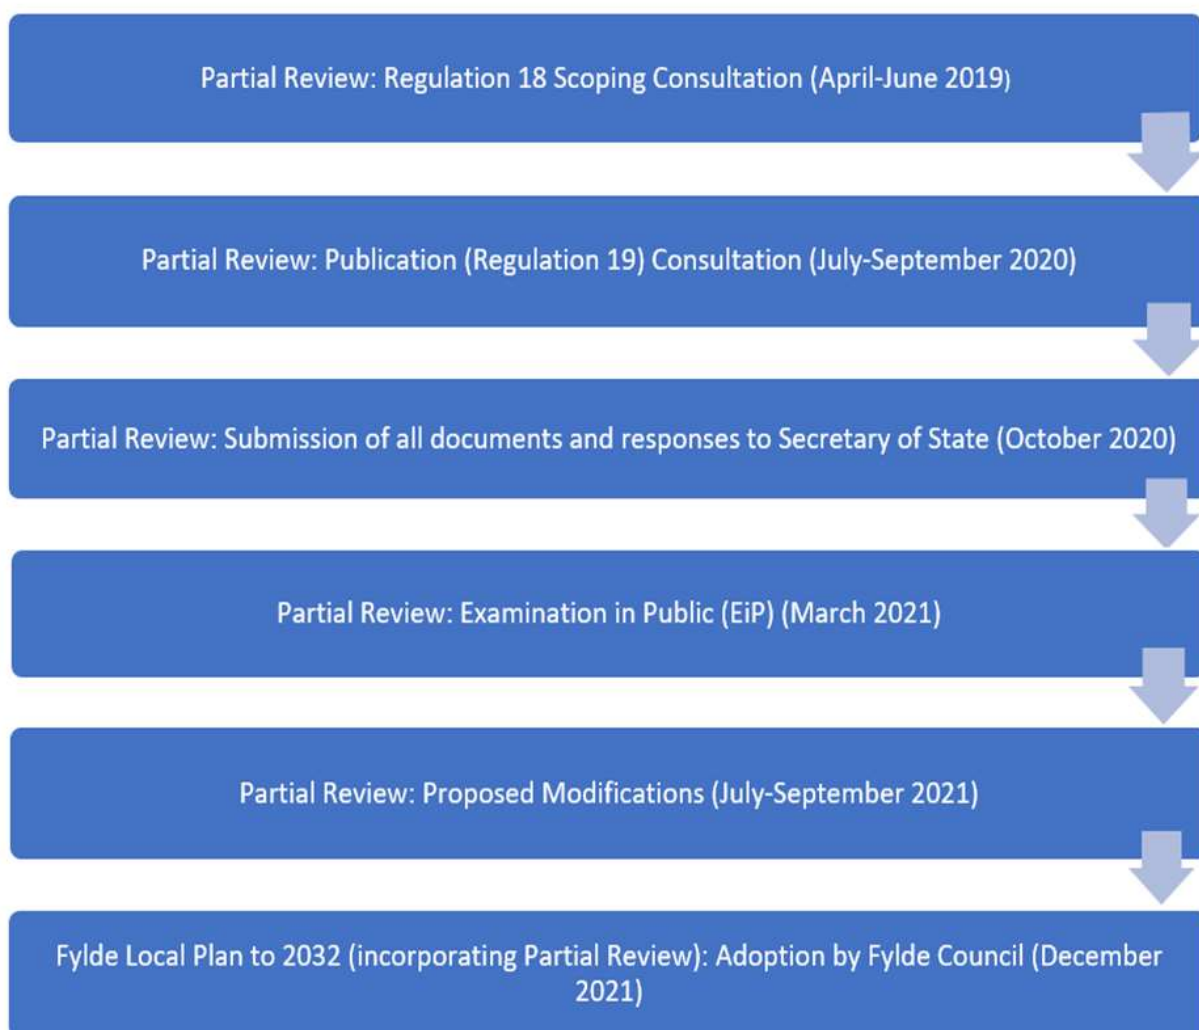 Partial Review: Regulation 18 Scoping Consultation (April-June 2019)
Partial Review: Publication (Regulation 19) Consultation (July-September 2020)
Partial Review: Submission of all documents and responses to Secretary of State (October 2020)
Partial Review: Examination in Public (EiP) (March 2021)
Partial Review: Proposed Modifications (July-September 2021)
Fylde Local Plan to 2032 (incorporating Partial Review): Adoption by Fylde Council (December
2021)